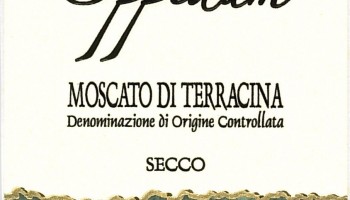 MOSCATO DI TERRACINA
Denominazione di Origine Controllata
SECCO